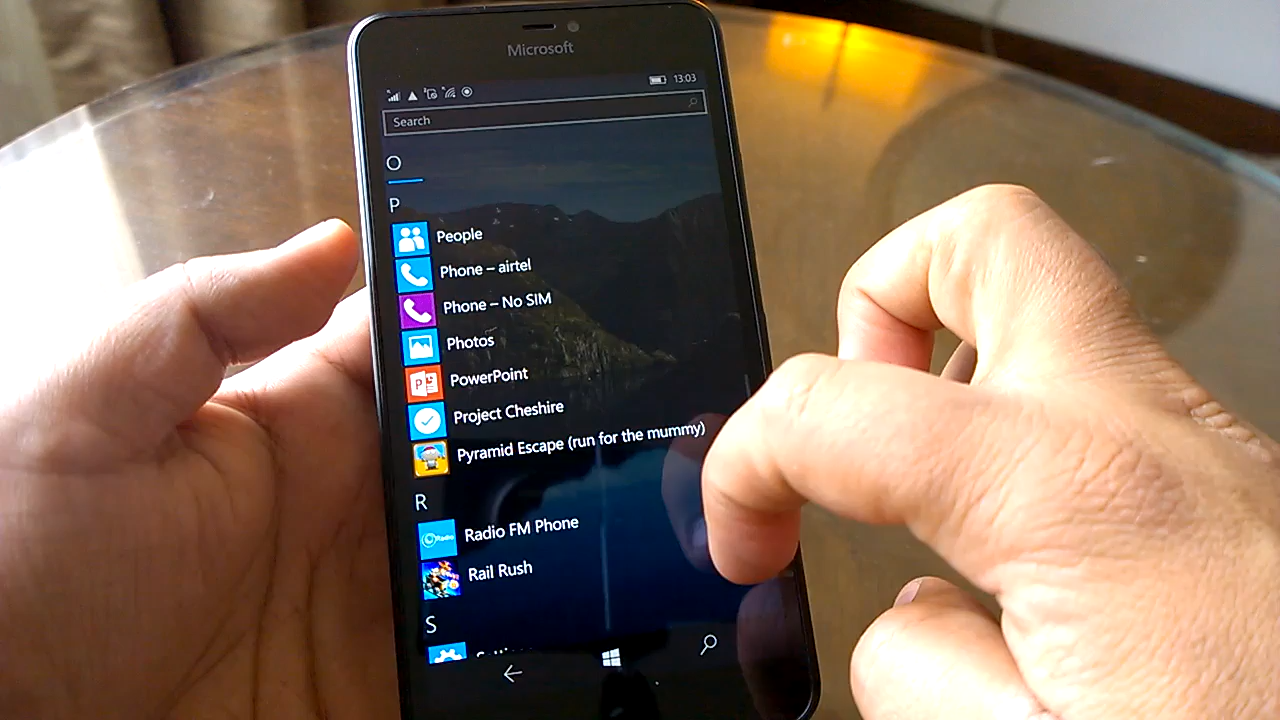 Microsoft
13:03
Search
O
P
People
Phone – airtel
Phone – No SIM
Photos
PowerPoint
Project Cheshire
Pyramid Escape (run for the mummy)
R
Radio FM Phone
Rail Rush
S